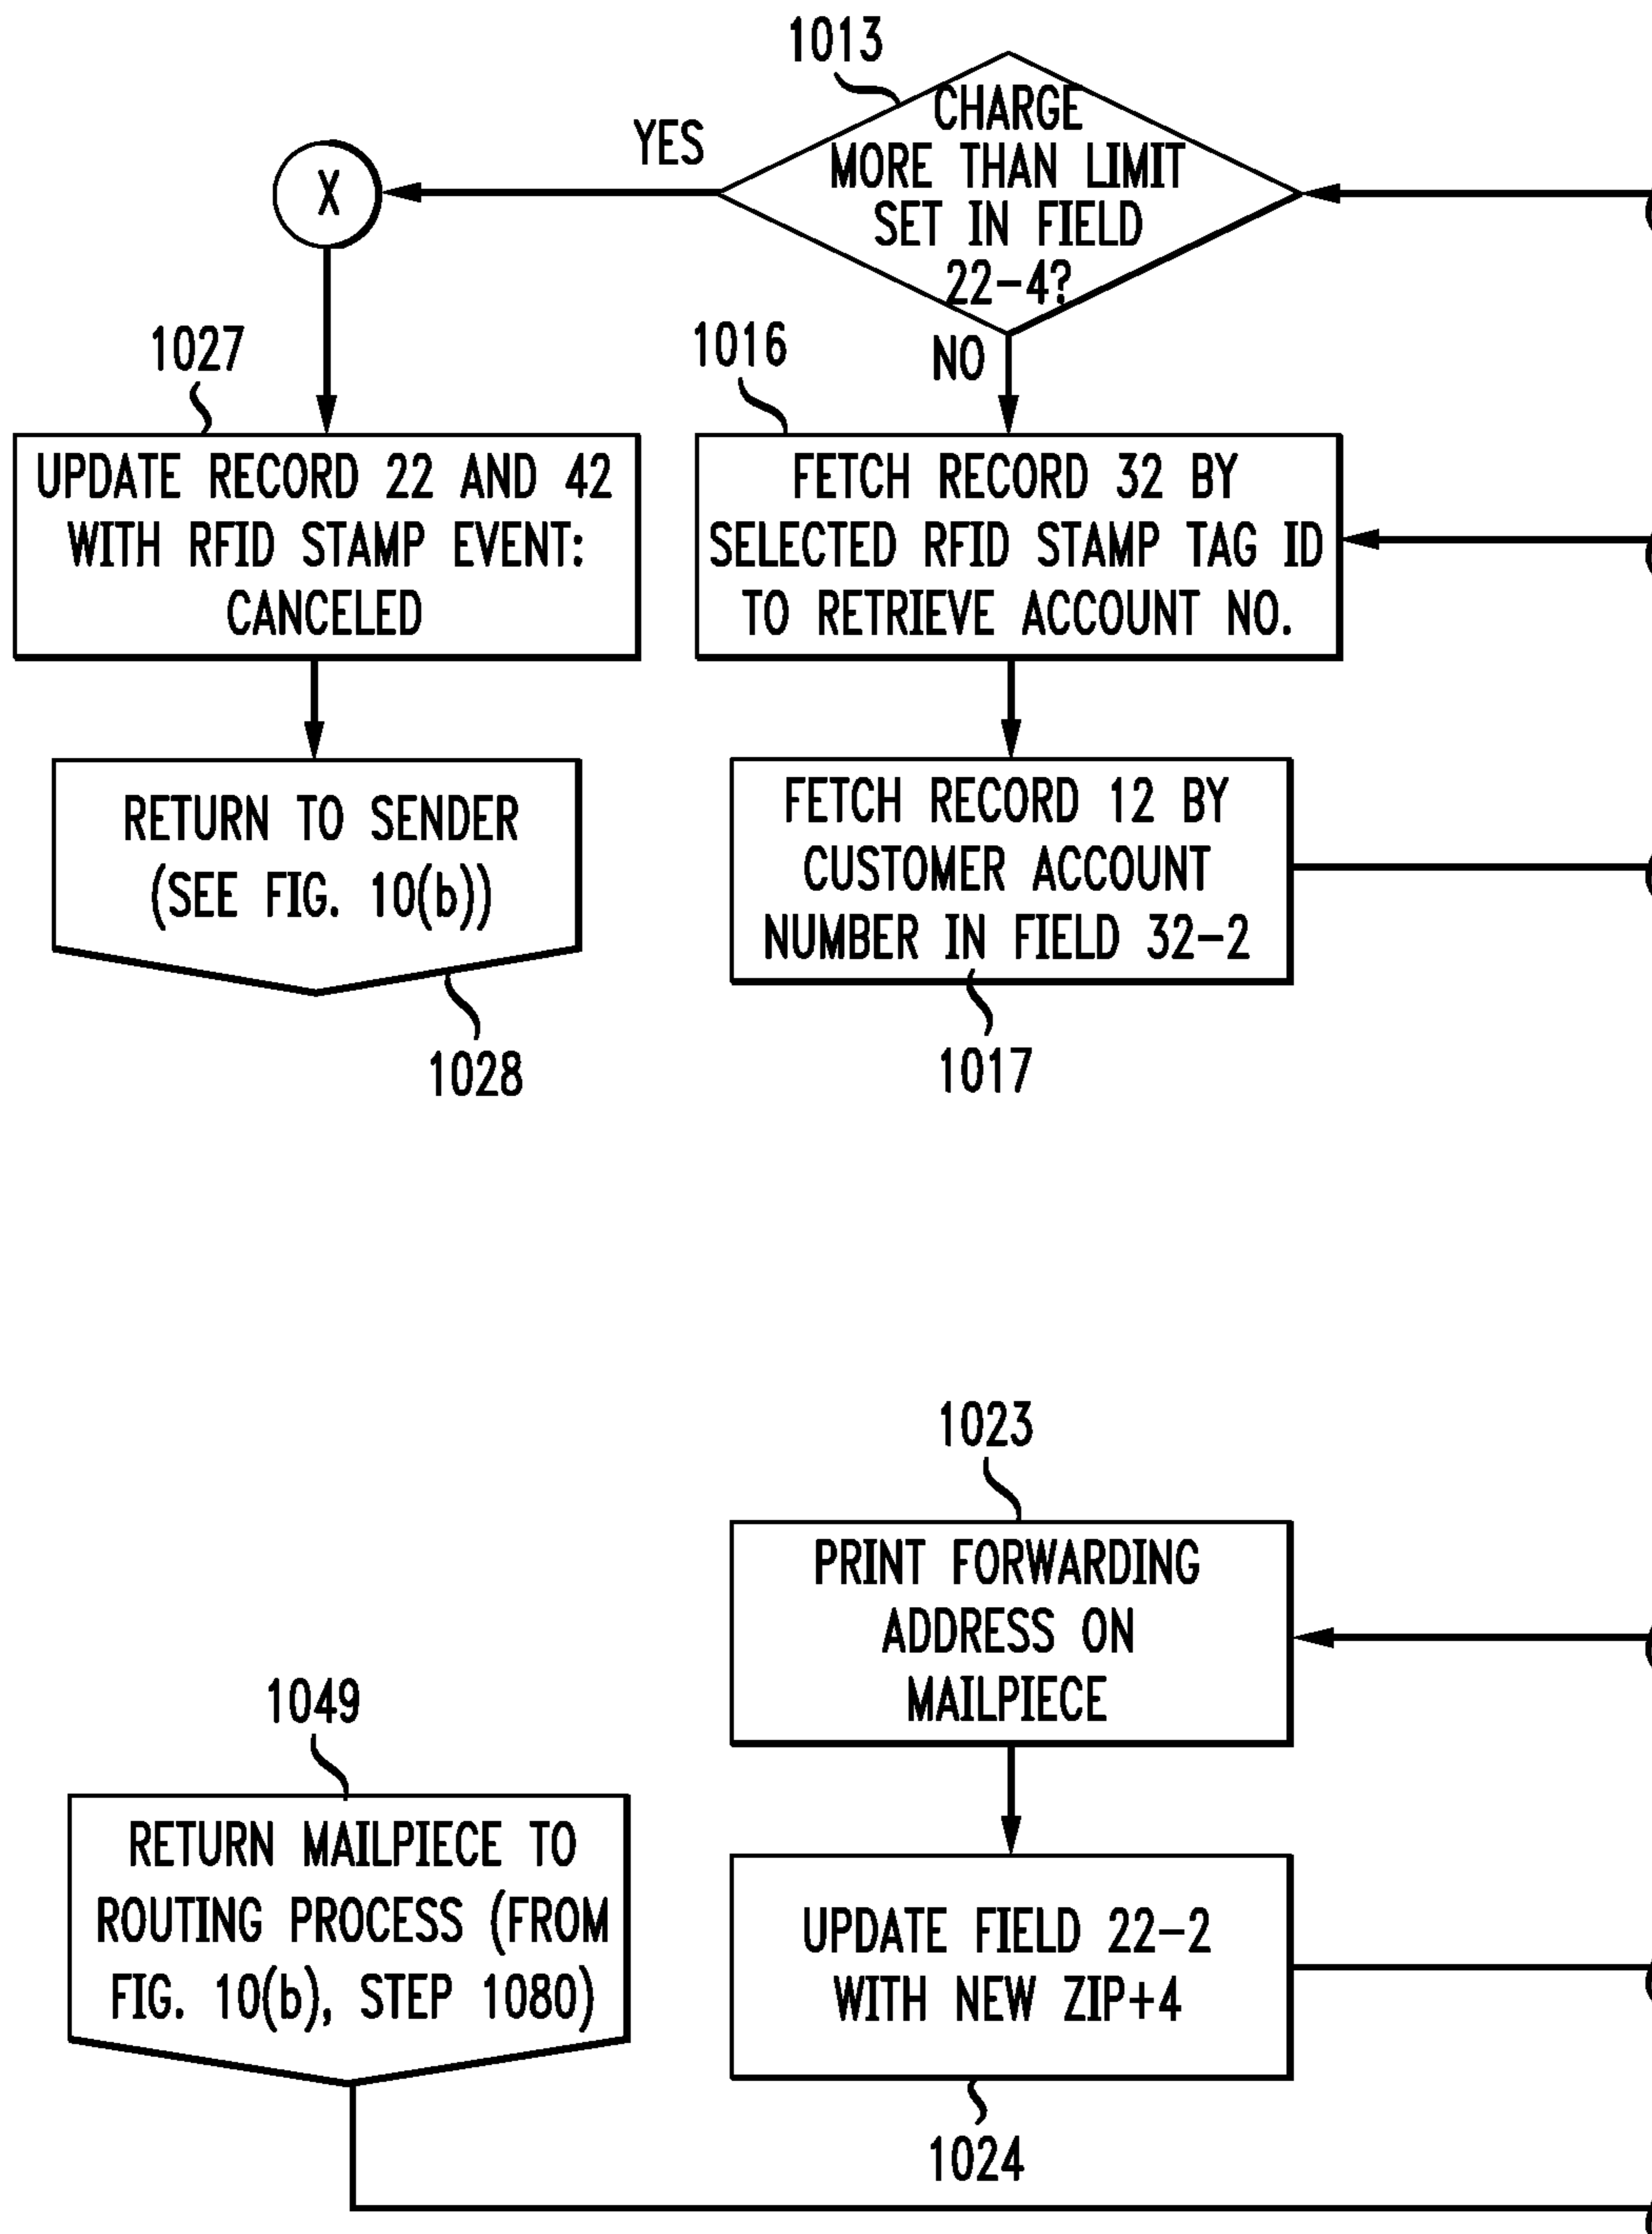 1013
CHARGE
MORE THAN LIMIT
SET IN FIELD
22-4?
YES
X
NO
1027
UPDATE RECORD 22 AND 42
WITH RFID STAMP EVENT:
CANCELED
1016
FETCH RECORD 32 BY
SELECTED RFID STAMP TAG ID
TO RETRIEVE ACCOUNT NO.
RETURN TO SENDER
(SEE FIG. 10(b))
1028
FETCH RECORD 12 BY
CUSTOMER ACCOUNT
NUMBER IN FIELD 32-2
1017
1023
PRINT FORWARDING
ADDRESS ON
MAILPIECE
1049
RETURN MAILPIECE TO
ROUTING PROCESS (FROM
FIG. 10(b), STEP 1080)
UPDATE FIELD 22-2
WITH NEW ZIP+4
1024